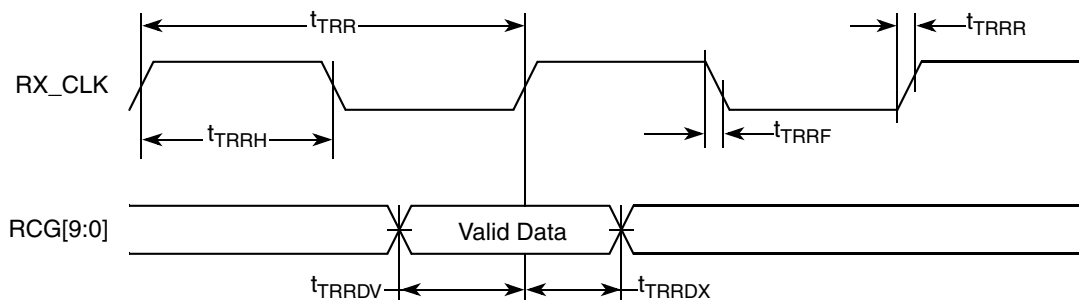 tTRR
tTRRR
RX_CLK
tTRRH
tTRRF
RCG[9:0]
Valid Data
tTRRDV
tTRRDX